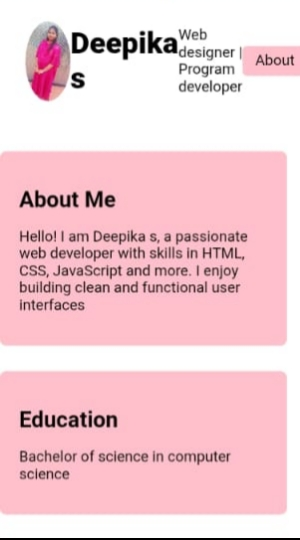 Deepika
s
Web
designer |
Program
developer
About
About Me
Hello! I am Deepika s, a passionate
web developer with skills in HTML,
CSS, JavaScript and more. I enjoy
building clean and functional user
interfaces
Education
Bachelor of science in computer
science